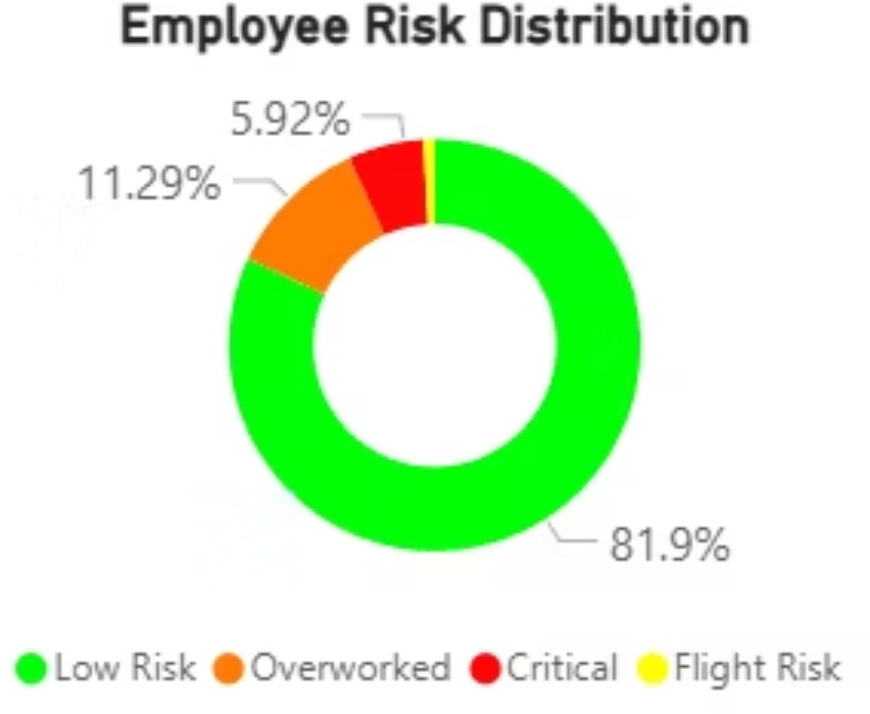 Employee Risk Distribution
5.92%
11.29%
81.9%
Low Risk Overworked Critical Flight Risk